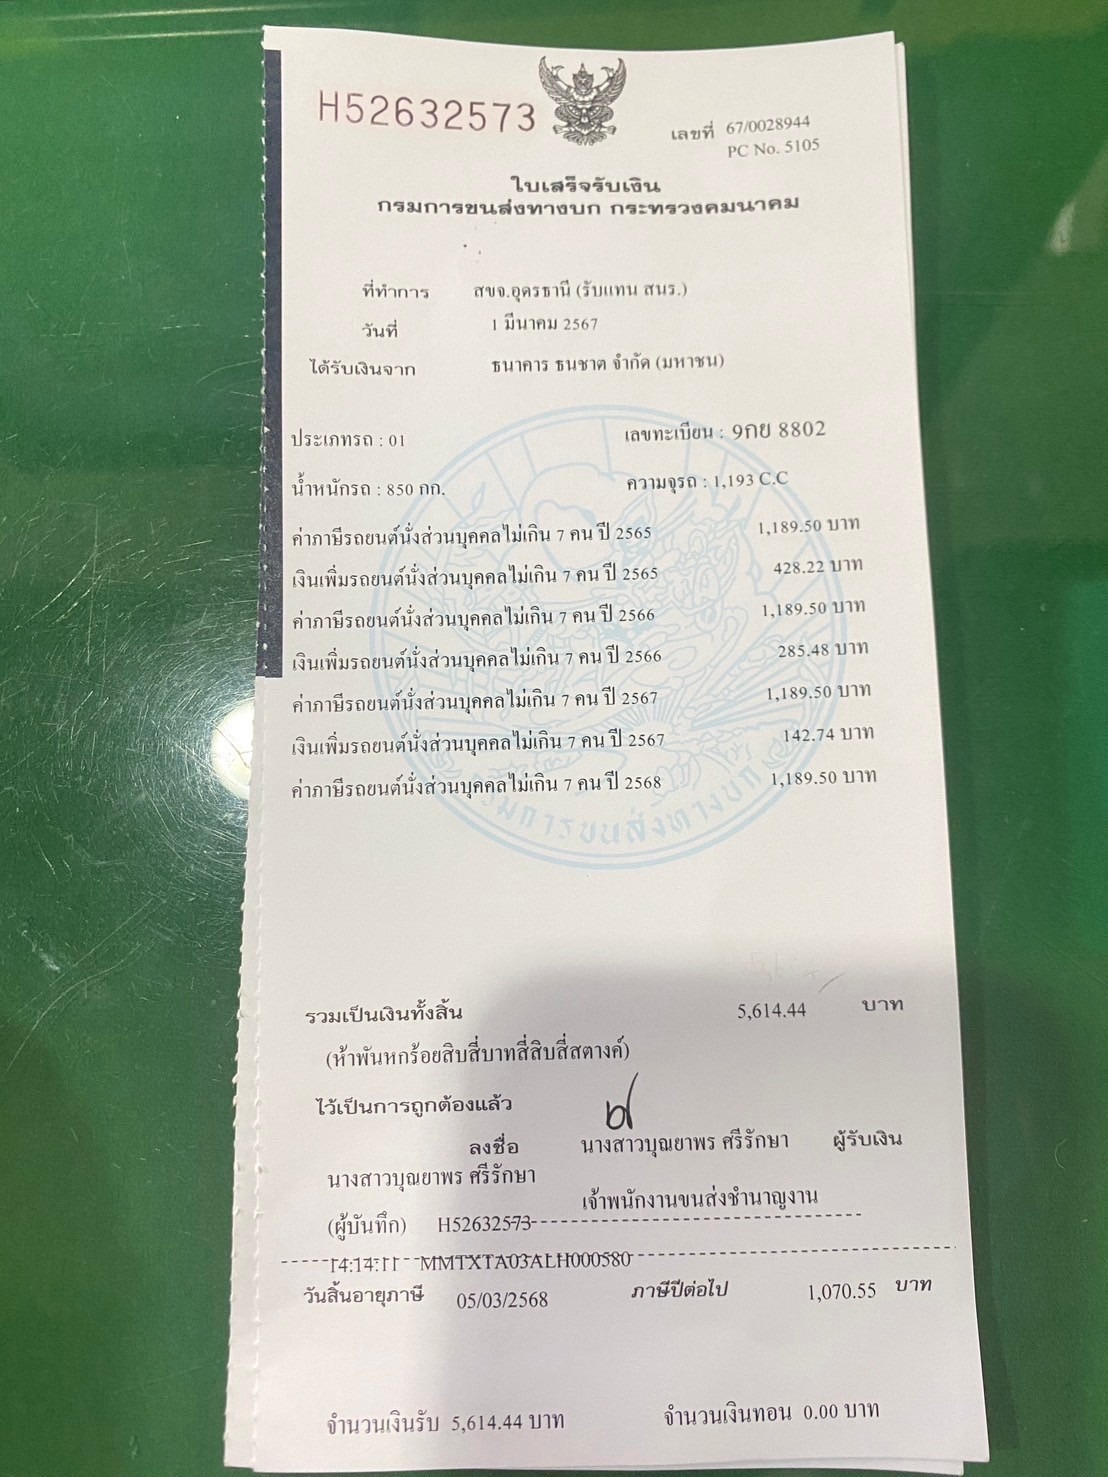 H52632573
เลขที่ 67/0028944
PC No. 5105
ใบเสร็จรับเงิน
กรมการขนส่งทางบก กระทรวงคมนาคม
ที่ทำการ สขจ.อุดรธานี (รับแทน สนร.)
วันที่ 1 มีนาคม 2567
ได้รับเงินจาก ธนาคาร ธนชาต จำกัด (มหาชน)
ประเภทรถ : 01 เลขทะเบียน : 9กย 8802
น้ำหนักรถ : 850 กก. ความจุรถ : 1,193 C.C
ค่าภาษีรถยนต์นั่งส่วนบุคคลไม่เกิน 7 คน ปี 2565 1,189.50 บาท
เงินเพิ่มรถยนต์นั่งส่วนบุคคลไม่เกิน 7 คน ปี 2565 428.22 บาท
ค่าภาษีรถยนต์นั่งส่วนบุคคลไม่เกิน 7 คน ปี 2566 1,189.50 บาท
เงินเพิ่มรถยนต์นั่งส่วนบุคคลไม่เกิน 7 คน ปี 2566 285.48 บาท
ค่าภาษีรถยนต์นั่งส่วนบุคคลไม่เกิน 7 คน ปี 2567 1,189.50 บาท
เงินเพิ่มรถยนต์นั่งส่วนบุคคลไม่เกิน 7 คน ปี 2567 142.74 บาท
ค่าภาษีรถยนต์นั่งส่วนบุคคลไม่เกิน 7 คน ปี 2568 1,189.50 บาท
กรมการขนส่งทางบก
รวมเป็นเงินทั้งสิ้น 5,614.44 บาท
(ห้าพันหกร้อยสิบสี่บาทสี่สิบสี่สตางค์)
ไว้เป็นการถูกต้องแล้ว
ลงชื่อ นางสาวบุณยาพร ศรีรักษา ผู้รับเงิน
นางสาวบุณยาพร ศรีรักษา
เจ้าพนักงานขนส่งชำนาญงาน
(ผู้บันทึก) H52632573
14:14:11 MMTXTA03ALH000580
วันสิ้นอายุภาษี 05/03/2568 ภาษีปีต่อไป 1,070.55 บาท
จำนวนเงินรับ 5,614.44 บาท จำนวนเงินทอน 0.00 บาท